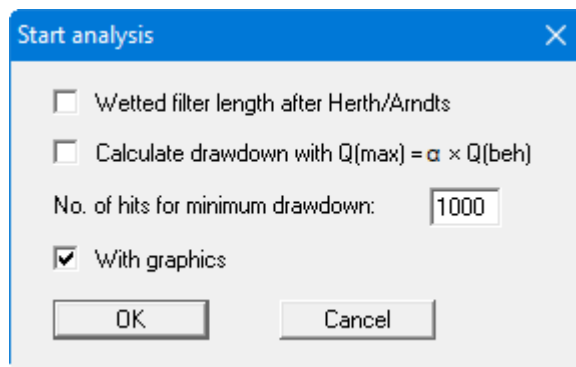 Start analysis
Wetted filter length after Herth/Arndts
Calculate drawdown with Q(max) = α × Q(beh)
No. of hits for minimum drawdown: 1000
With graphics
OK Cancel